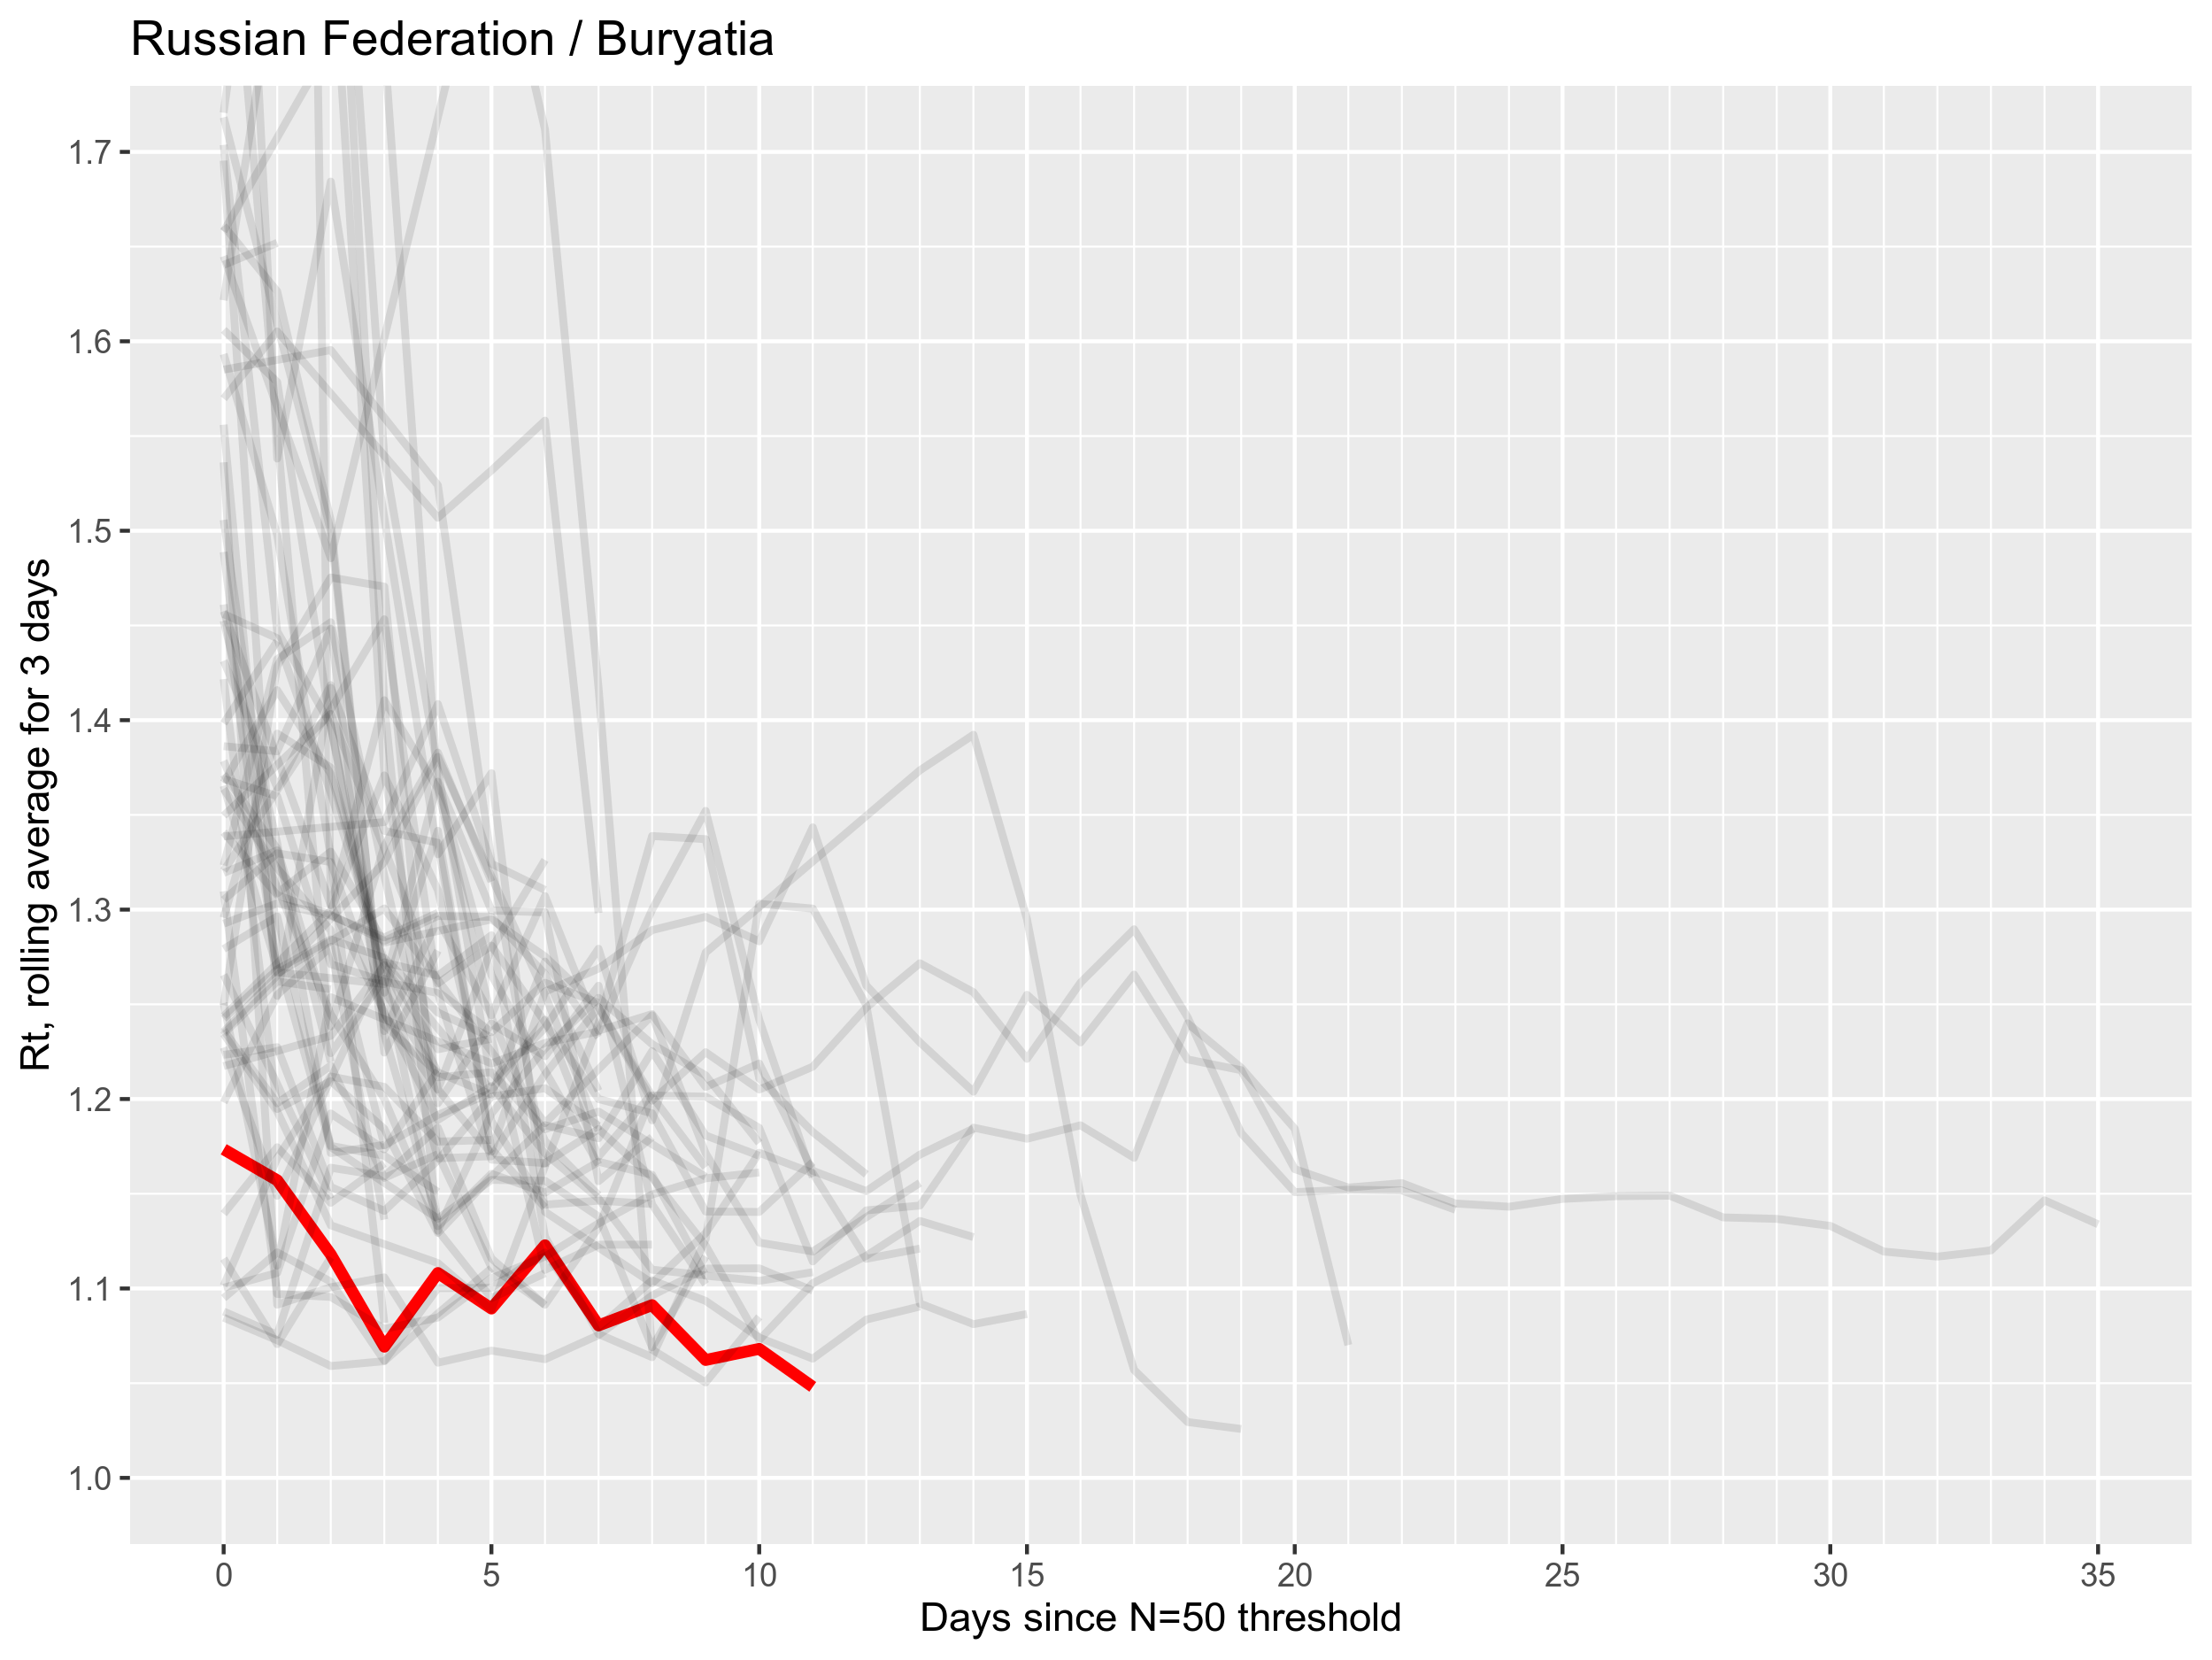 Russian Federation / Buryatia
Rt, rolling average for 3 days
1.7
1.6
1.5
1.4
1.3
1.2
1.1
1.0
0 5 10 15 20 25 30 35
Days since N=50 threshold